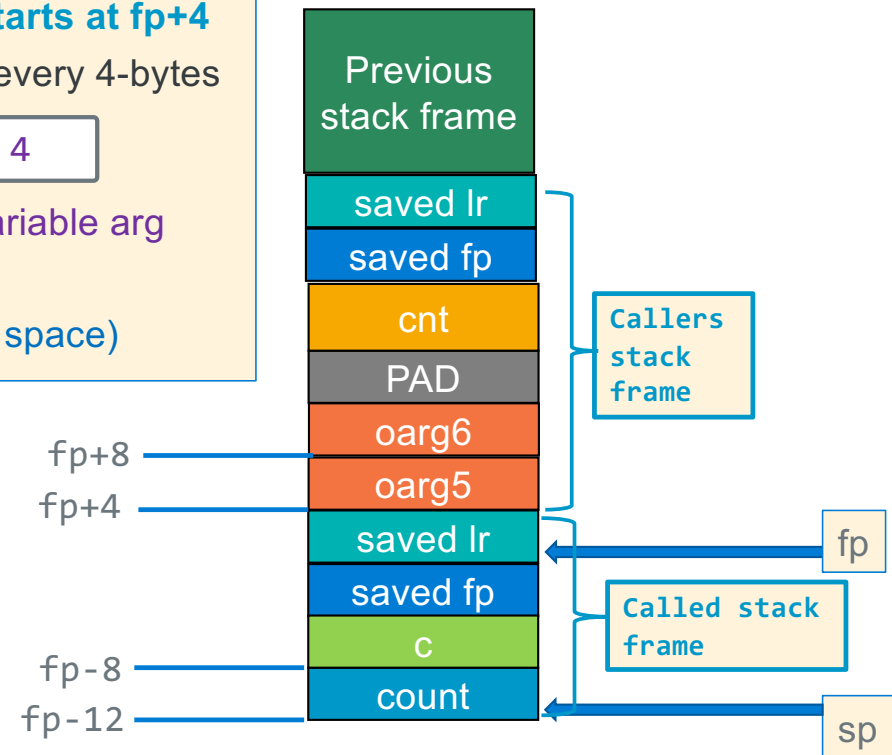 tarts at fp+4
every 4-bytes
4
ariable arg
space)
Previous
stack frame
saved lr
saved fp
cnt
PAD
oarg6
oarg5
saved lr
saved fp
c
count
fp+8
fp+4
fp-8
fp-12
Callers
stack
frame
Called stack
frame
fp
sp